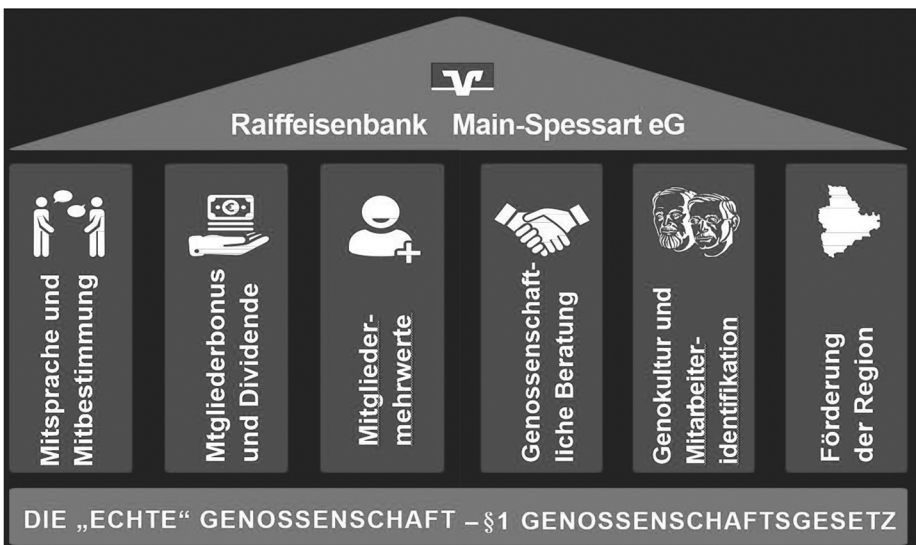 Raiffeisenbank Main-Spessart eG
Mitsprache und
Mitbestimmung
Mtgliederbonus
und Dividende
Mitglieder-
mehrwerte
Genossenschaft-
liche Beratung
Genokultur und
Mitarbeiter-
identifikation
Förderung
der Region
DIE „ECHTE“ GENOSSENSCHAFT – §1 GENOSSENSCHAFTSGESETZ